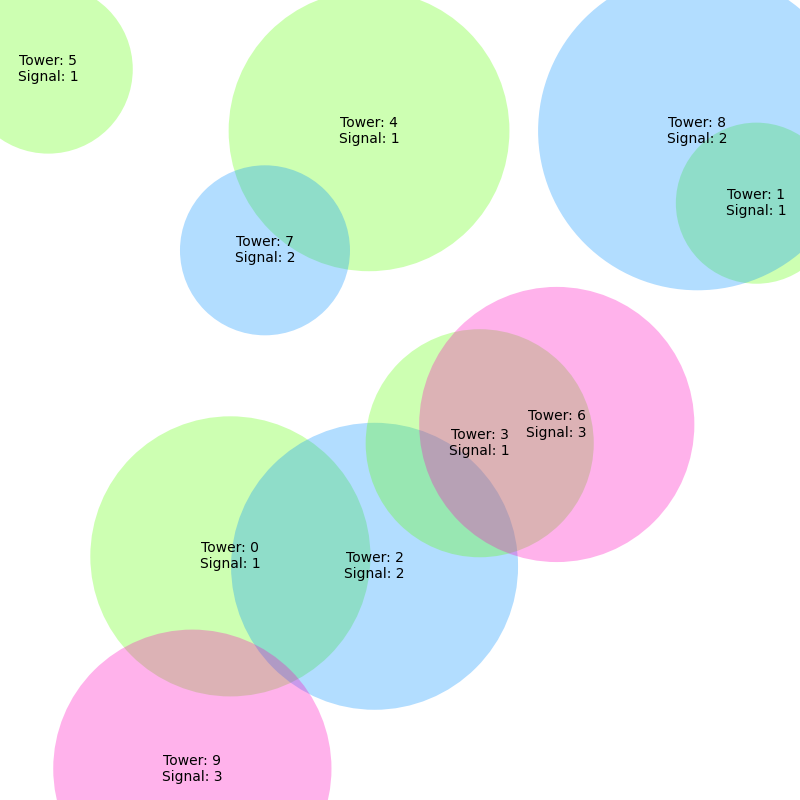 Tower: 5
Signal: 1
Tower: 4
Signal: 1
Tower: 8
Signal: 2
Tower: 1
Signal: 1
Tower: 7
Signal: 2
Tower: 6
Signal: 3
Tower: 3
Signal: 1
Tower: 0
Signal: 1
Tower: 2
Signal: 2
Tower: 9
Signal: 3